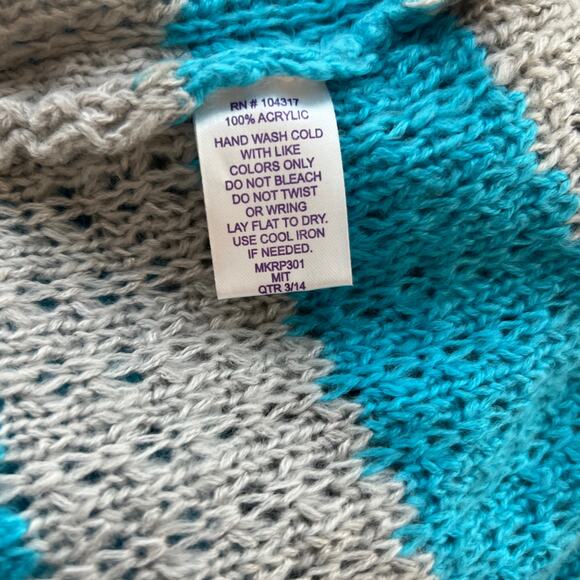 RN # 104317
100% ACRYLIC
HAND WASH COLD
WITH LIKE
COLORS ONLY
DO NOT BLEACH
DO NOT TWIST
OR WRING
LAY FLAT TO DRY.
USE COOL IRON
IF NEEDED.
MKRP301
MIT
QTR 3/14